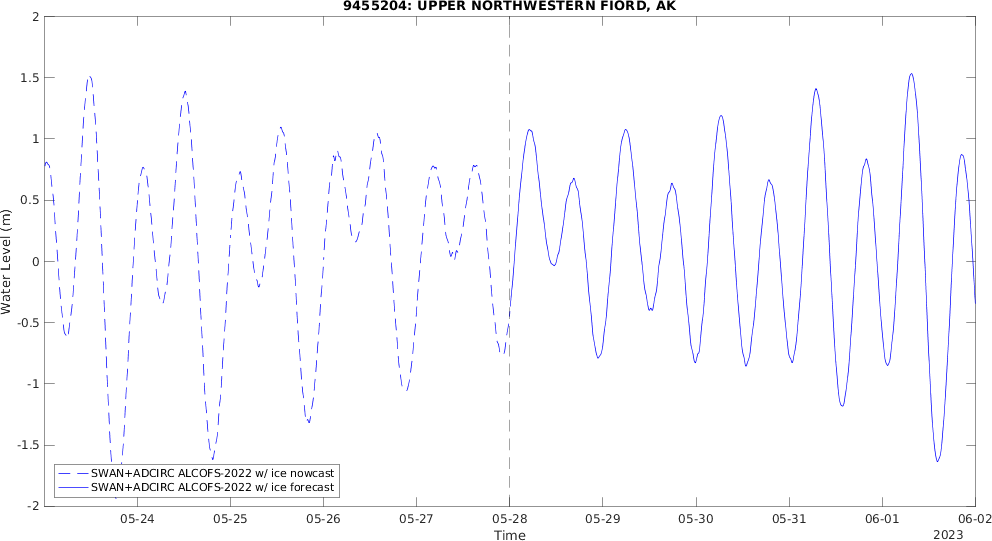 9455204: UPPER NORTHWESTERN FIORD, AK
2
1.5
1
0.5
0
-0.5
-1
-1.5
-2
Water Level (m)
SWAN+ADCIRC ALCOFS-2022 w/ ice nowcast
SWAN+ADCIRC ALCOFS-2022 w/ ice forecast
05-24 05-25 05-26 05-27 05-28 05-29 05-30 05-31 06-01 06-02
Time
2023